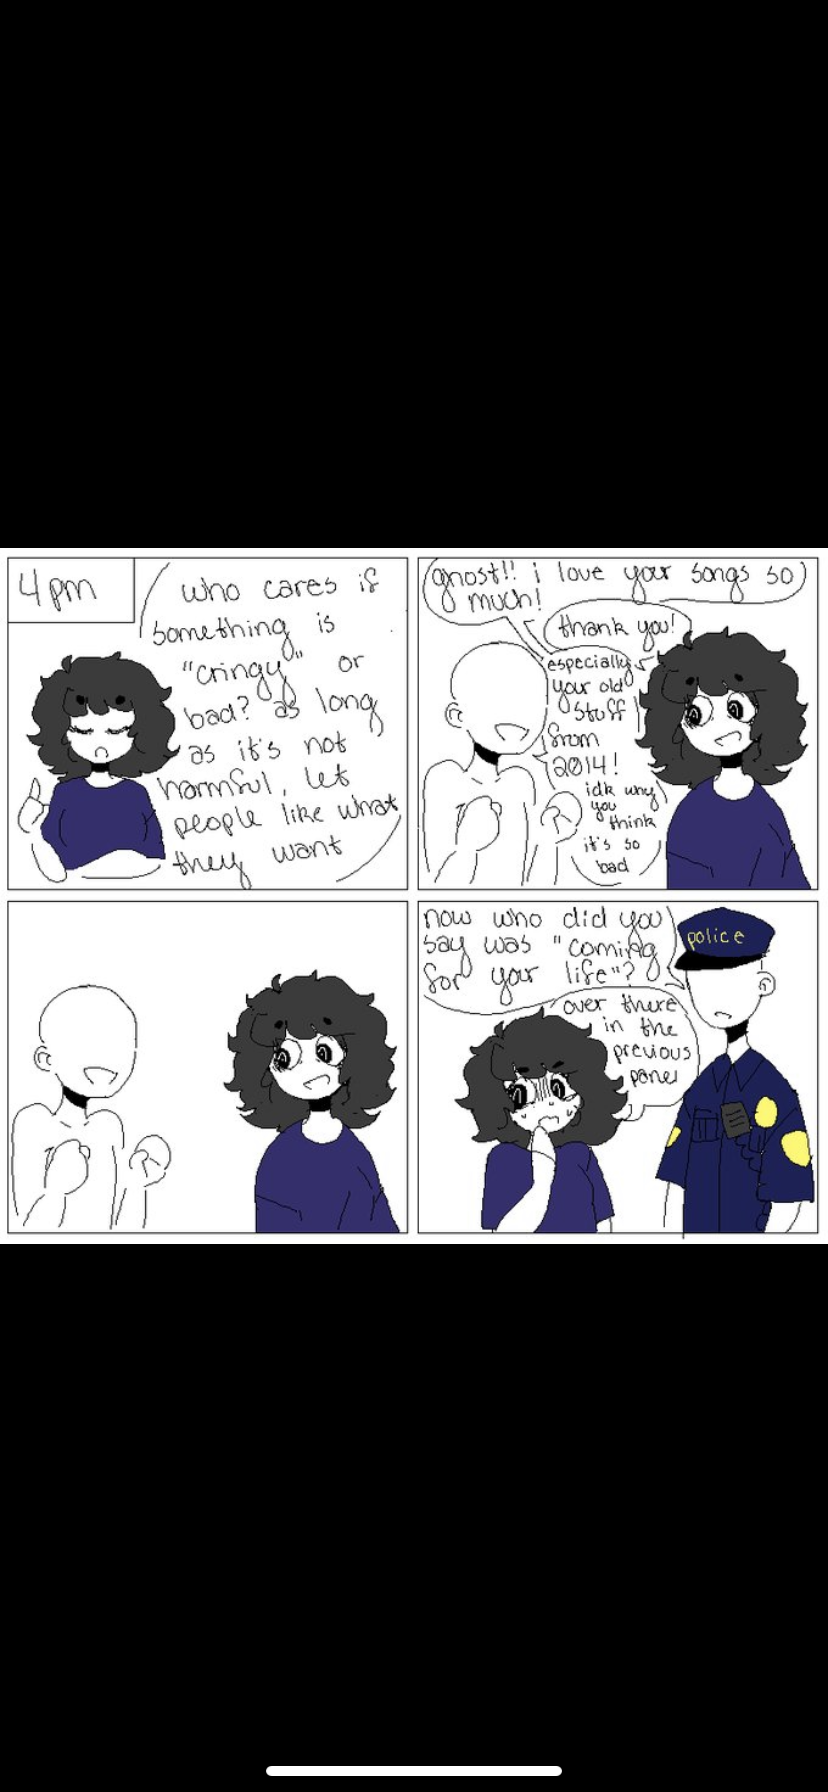 4pm
who cares if
something is
"cringy" or
bad? as long
as it's not
harmful, let
people like what
they want
ghost!! i love your songs so
much!
thank you!
especially
your old
stuff
from
2014!
idk why
you
think
it's so
bad
now who did you
say was "coming
for your life"?
police
over there
in the
previous
panel